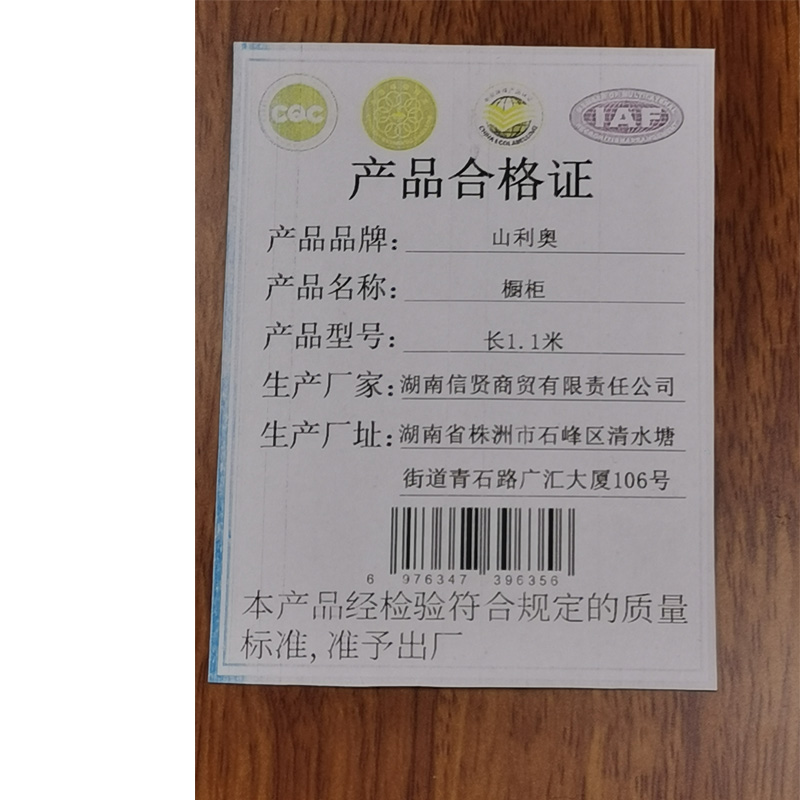 CQC
CHINA ECOLABELLING
IAF
产品合格证
产品品牌：山利奥
产品名称：橱柜
产品型号：长1.1米
生产厂家：湖南信贤商贸有限责任公司
生产厂址：湖南省株洲市石峰区清水塘
街道青石路广汇大厦106号
6 976347 396356
本产品经检验符合规定的质量
标准,准予出厂